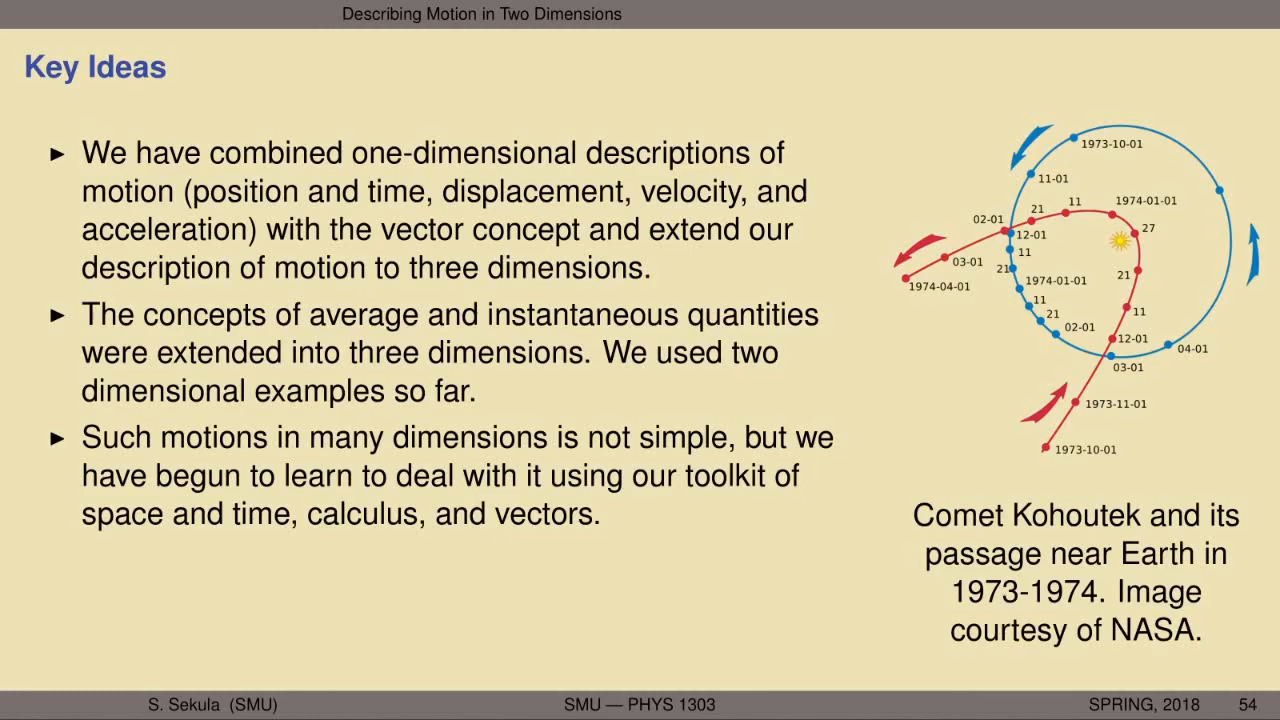 Describing Motion in Two Dimensions
Key Ideas
We have combined one-dimensional descriptions of
motion (position and time, displacement, velocity, and
acceleration) with the vector concept and extend our
description of motion to three dimensions.
The concepts of average and instantaneous quantities
were extended into three dimensions. We used two
dimensional examples so far.
Such motions in many dimensions is not simple, but we
have begun to learn to deal with it using our toolkit of
space and time, calculus, and vectors.
1973-10-01
11-01
1974-01-01
11
21
02-01
27
12-01
11
03-01
21
21
1974-01-01
1974-04-01
11
11
21
02-01
12-01
04-01
03-01
1973-11-01
1973-10-01
Comet Kohoutek and its
passage near Earth in
1973-1974. Image
courtesy of NASA.
S. Sekula (SMU)
SMU — PHYS 1303
SPRING, 2018
54